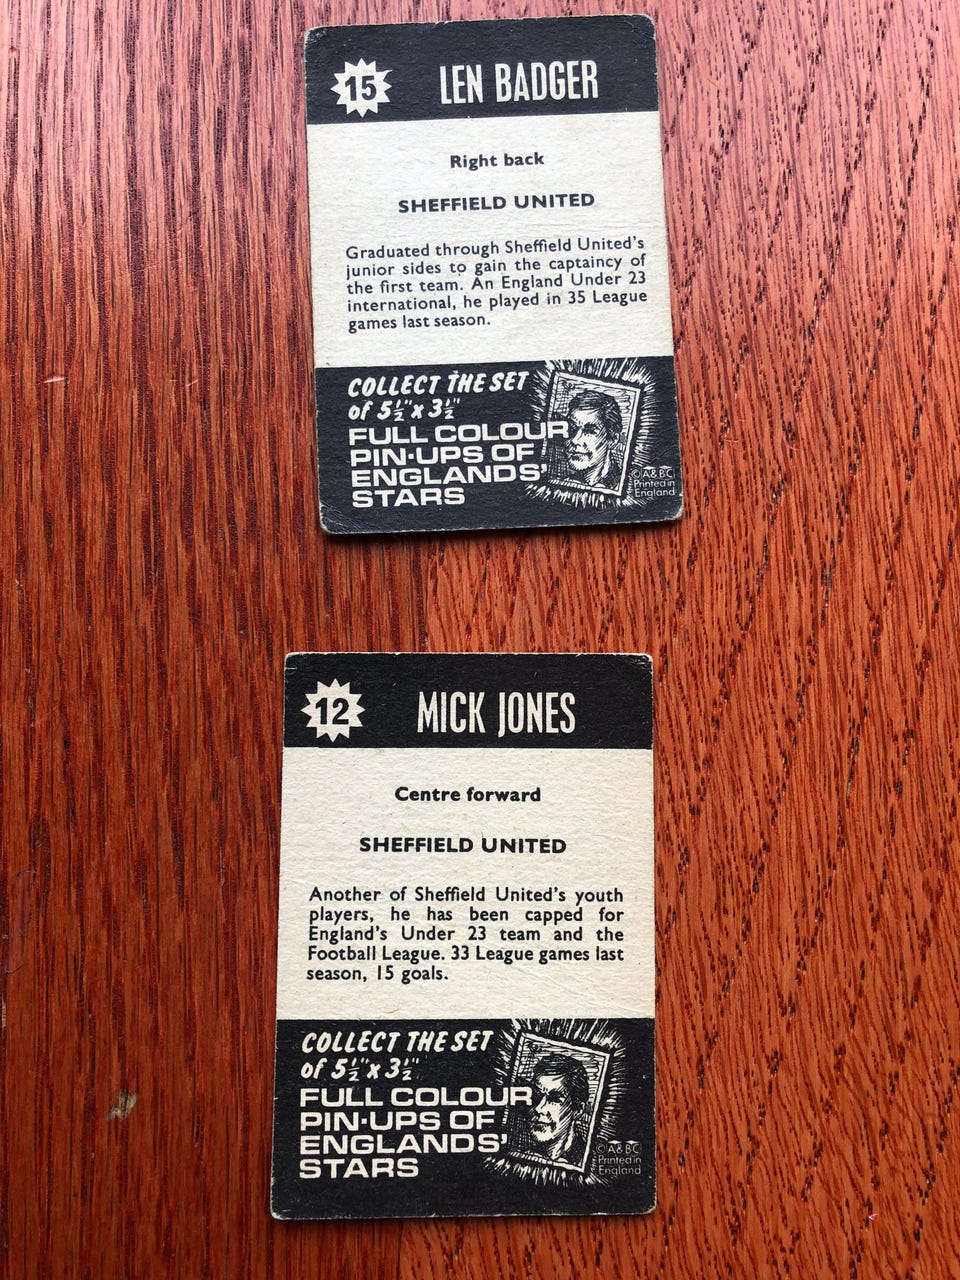 15 LEN BADGER
Right back
SHEFFIELD UNITED
Graduated through Sheffield United's
junior sides to gain the captaincy of
the first team. An England Under 23
international, he played in 35 League
games last season.
COLLECT THE SET
of 5½" x 3½"
FULL COLOUR
PIN-UPS OF
ENGLANDS'
STARS
© A&BC
Printed in
England
12 MICK JONES
Centre forward
SHEFFIELD UNITED
Another of Sheffield United's youth
players, he has been capped for
England's Under 23 team and the
Football League. 33 League games last
season, 15 goals.
COLLECT THE SET
of 5½" x 3½"
FULL COLOUR
PIN-UPS OF
ENGLANDS'
STARS
© A&BC
Printed in
England